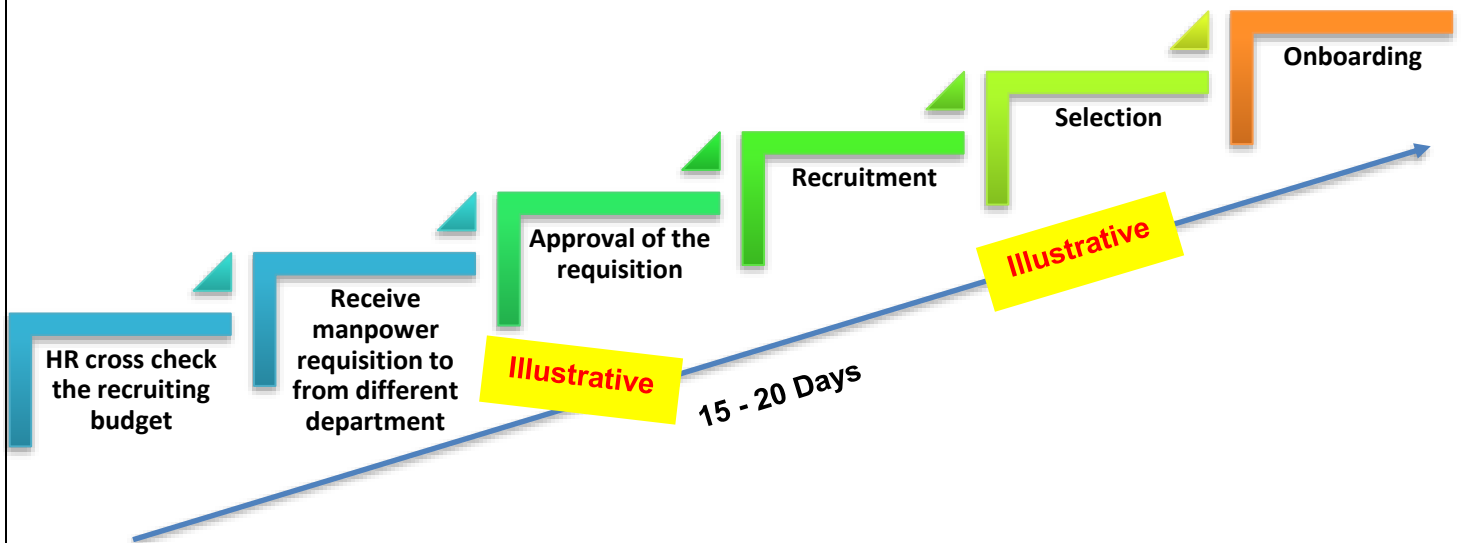 HR cross check
the recruiting
budget
Receive
manpower
requisition to
from different
department
Approval of the
requisition
Recruitment
Selection
Onboarding
Illustrative
15 - 20 Days
Illustrative